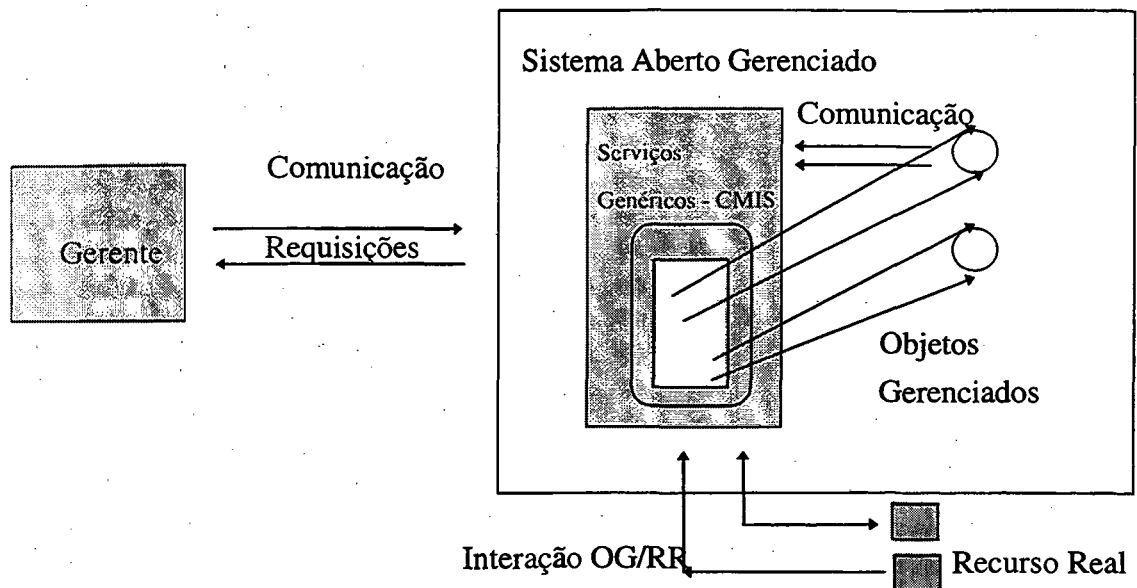 Sistema Aberto Gerenciado
Comunicação
Serviços
Genéricos - CMIS
Comunicação
Gerente
Requisições
Objetos
Gerenciados
Interação OG/RR
Recurso Real